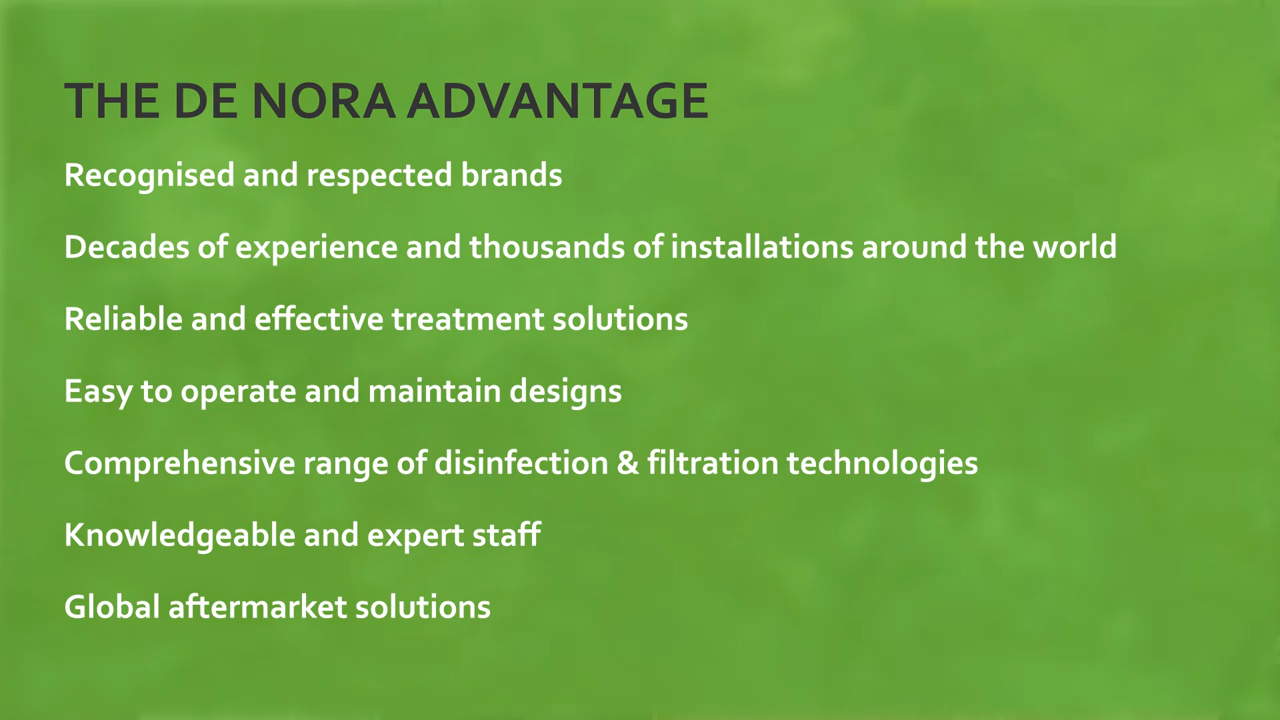 THE DE NORA ADVANTAGE
Recognised and respected brands
Decades of experience and thousands of installations around the world
Reliable and effective treatment solutions
Easy to operate and maintain designs
Comprehensive range of disinfection & filtration technologies
Knowledgeable and expert staff
Global aftermarket solutions